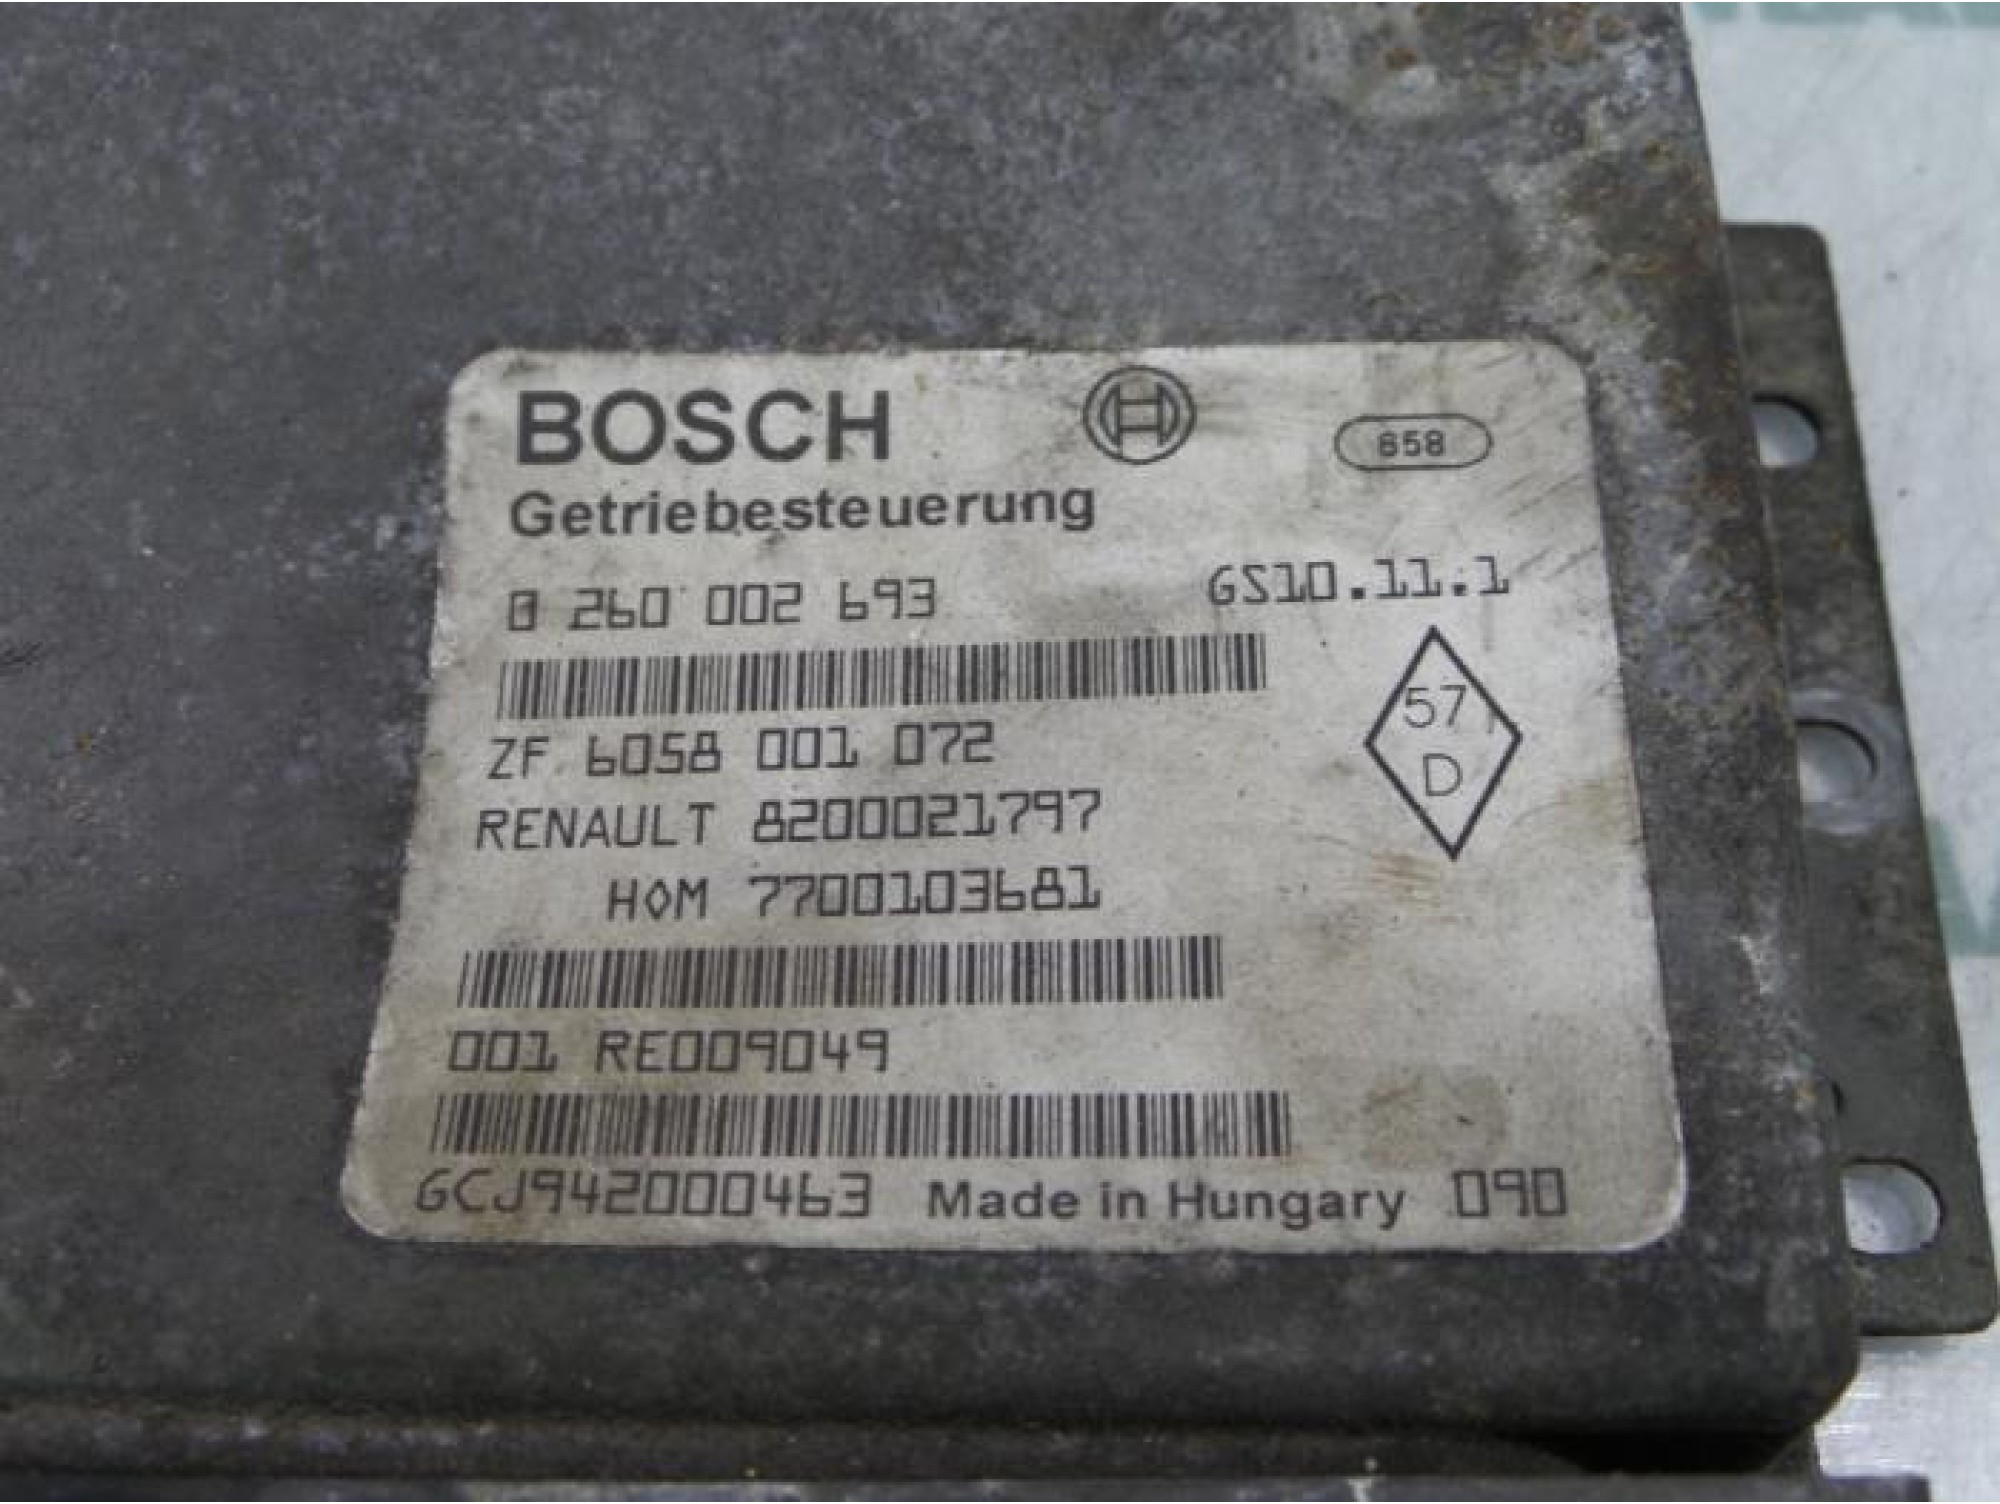 BOSCH
658
Getriebesteuerung
0 260 002 693 GS10.11.1
57
D
ZF 6058 001 072
RENAULT 8200021797
HOM 7700103681
001 RE009049
GCJ942000463 Made in Hungary 090